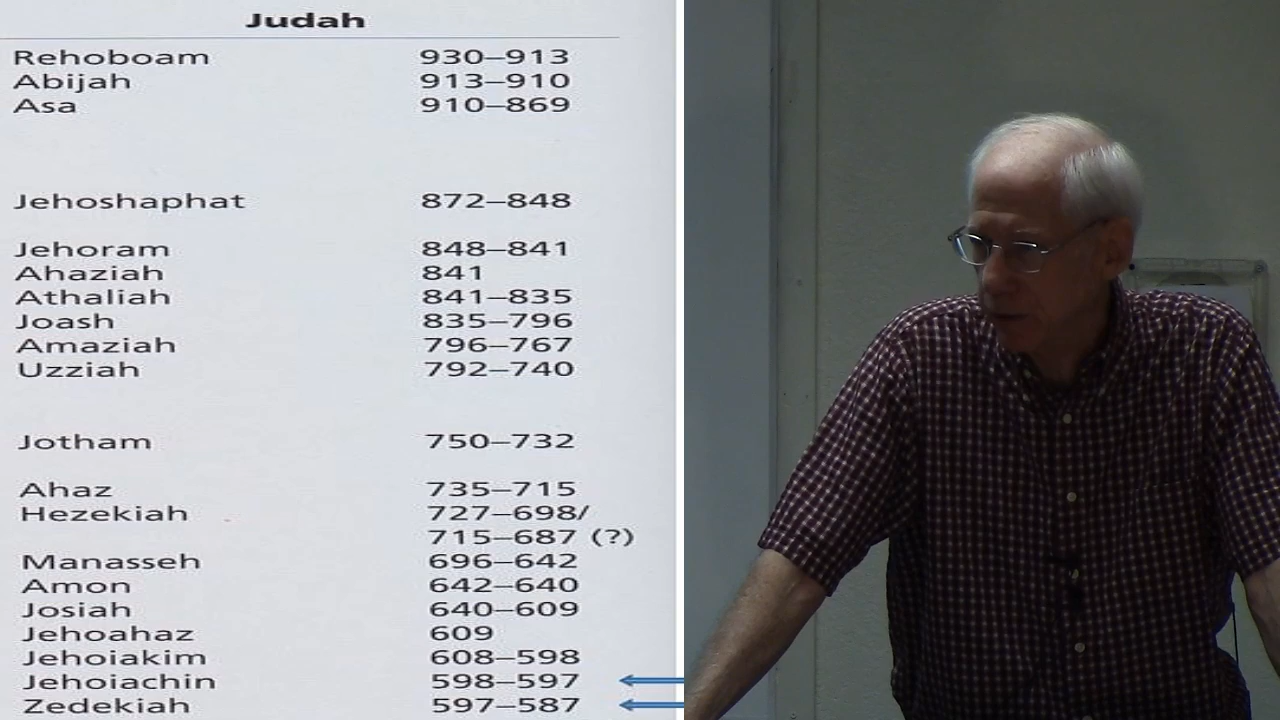 Judah
Rehoboam 930–913
Abijah 913–910
Asa 910–869
Jehoshaphat 872–848
Jehoram 848–841
Ahaziah 841
Athaliah 841–835
Joash 835–796
Amaziah 796–767
Uzziah 792–740
Jotham 750–732
Ahaz 735–715
Hezekiah 727–698/
715–687 (?)
Manasseh 696–642
Amon 642–640
Josiah 640–609
Jehoahaz 609
Jehoiakim 608–598
Jehoiachin 598–597
Zedekiah 597–587